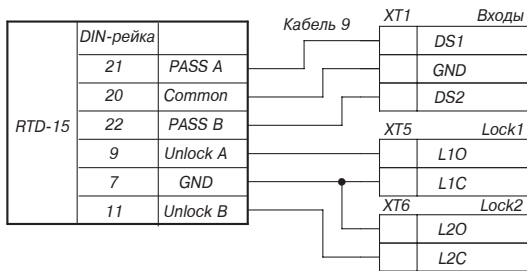 Кабель 9
XT1 Входы
DIN-рейка
DS1
21 PASS A
GND
20 Common
DS2
RTD-15
22 PASS B
XT5 Lock1
9 Unlock A
L1O
7 GND
L1C
11 Unlock B
XT6 Lock2
L2O
L2C